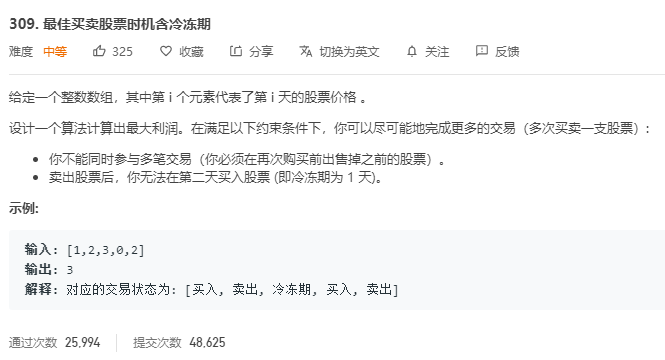 309. 最佳买卖股票时机含冷冻期
难度 中等 325 收藏 分享 切换为英文 关注 反馈
给定一个整数数组，其中第 i 个元素代表了第 i 天的股票价格 。
设计一个算法计算出最大利润。在满足以下约束条件下，你可以尽可能地完成更多的交易（多次买卖一支股票）:
• 你不能同时参与多笔交易（你必须在再次购买前出售掉之前的股票）。
• 卖出股票后，你无法在第二天买入股票 (即冷冻期为 1 天)。
示例:
输入: [1,2,3,0,2]
输出: 3
解释: 对应的交易状态为: [买入, 卖出, 冷冻期, 买入, 卖出]
通过次数 25,994 提交次数 48,625